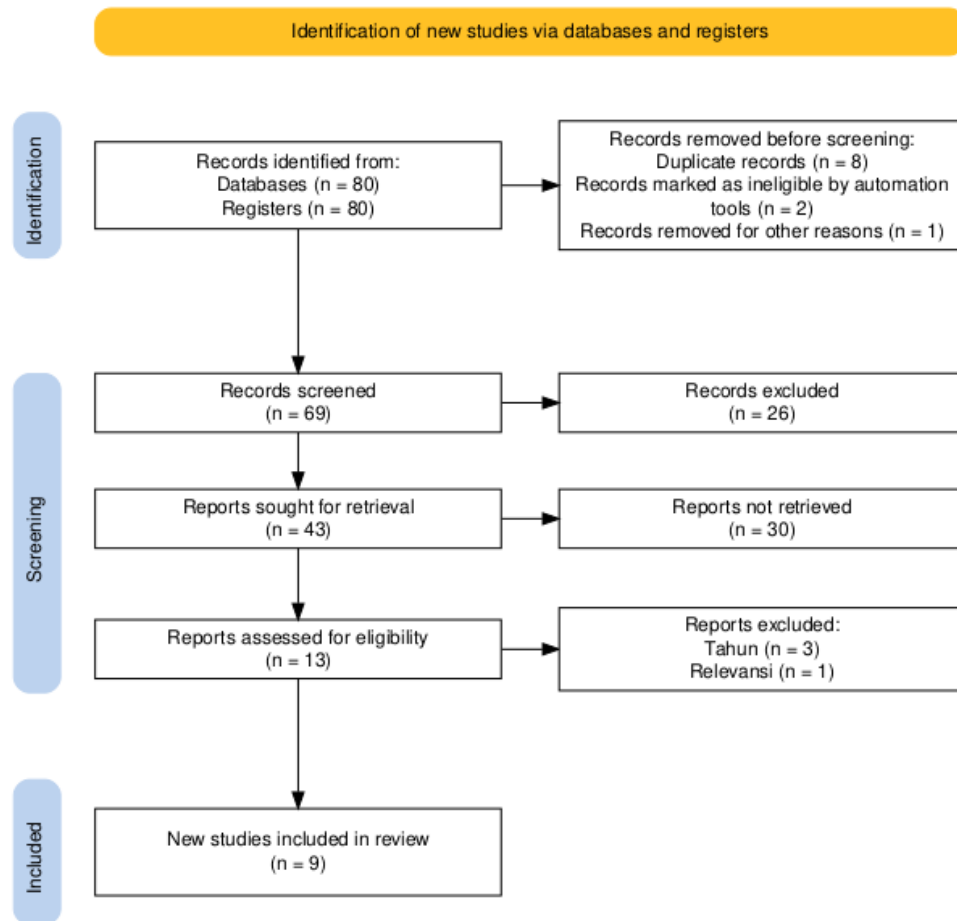 Identification of new studies via databases and registers
Identification
Records identified from:
Databases (n = 80)
Registers (n = 80)
Records removed before screening:
Duplicate records (n = 8)
Records marked as ineligible by automation
tools (n = 2)
Records removed for other reasons (n = 1)
Screening
Records screened
(n = 69)
Records excluded
(n = 26)
Reports sought for retrieval
(n = 43)
Reports not retrieved
(n = 30)
Reports assessed for eligibility
(n = 13)
Reports excluded:
Tahun (n = 3)
Relevansi (n = 1)
Included
New studies included in review
(n = 9)